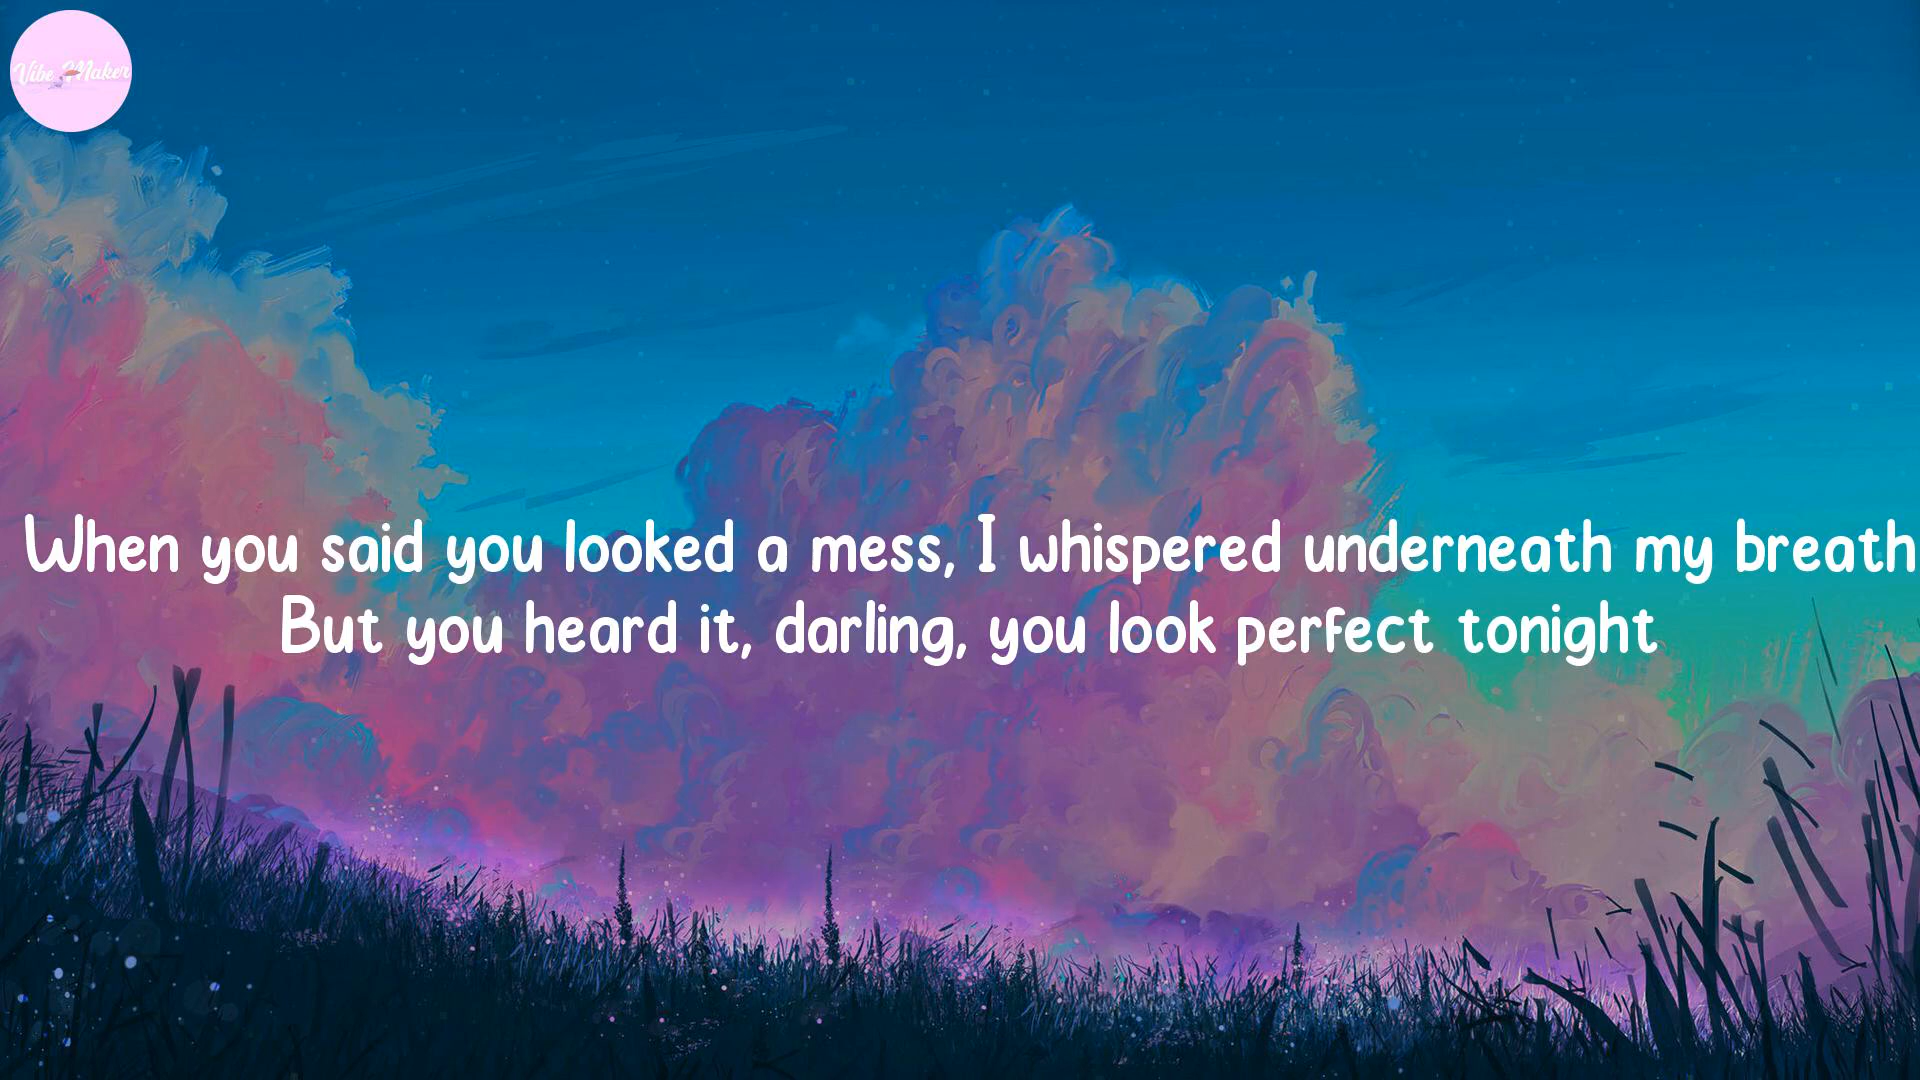 Vibe Maker
When you said you looked a mess, I whispered underneath my breath
But you heard it, darling, you look perfect tonight